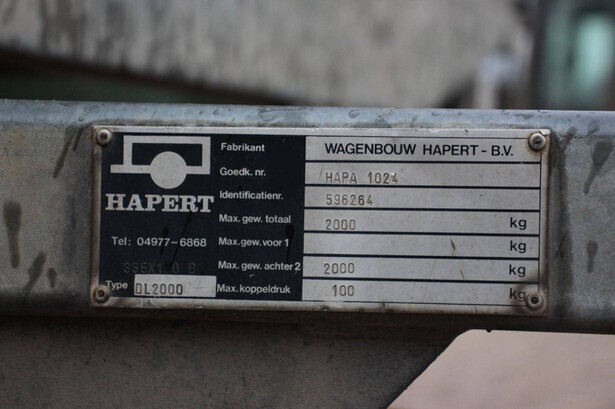 Fabrikant WAGENBOUW HAPERT - B.V.
Goedk. nr. HAPA 1024
Identificatienr. 596264
HAPERT
Max. gew. totaal 2000 kg
Tel: 04977-6868
Max. gew. voor 1 kg
Max. gew. achter 2 2000 kg
Type DL2000
Max. koppeldruk 100 kg